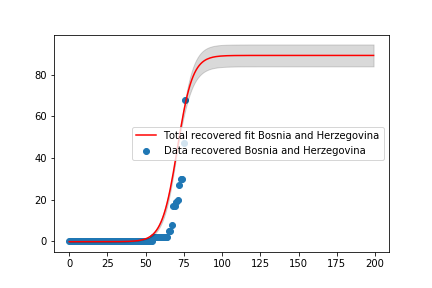 80
60
40
20
0
Total recovered fit Bosnia and Herzegovina
Data recovered Bosnia and Herzegovina
0 25 50 75 100 125 150 175 200